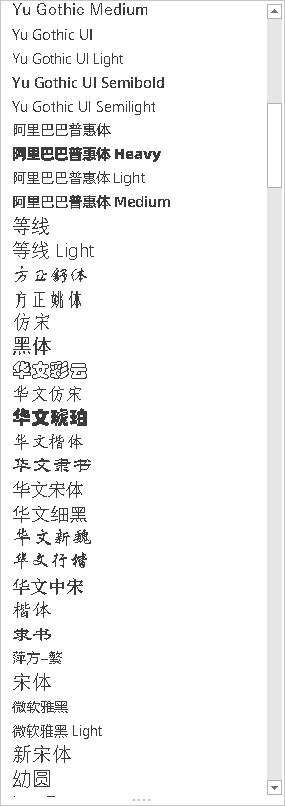 Yu Gothic Medium
Yu Gothic UI
Yu Gothic UI Light
Yu Gothic UI Semibold
Yu Gothic UI Semilight
阿里巴巴普惠体
阿里巴巴普惠体 Heavy
阿里巴巴普惠体 Light
阿里巴巴普惠体 Medium
等线
等线 Light
方正舒体
方正姚体
仿宋
黑体
华文彩云
华文仿宋
华文琥珀
华文楷体
华文隶书
华文宋体
华文细黑
华文新魏
华文行楷
华文中宋
楷体
隶书
萍方-繁
宋体
微软雅黑
微软雅黑 Light
新宋体
幼圆